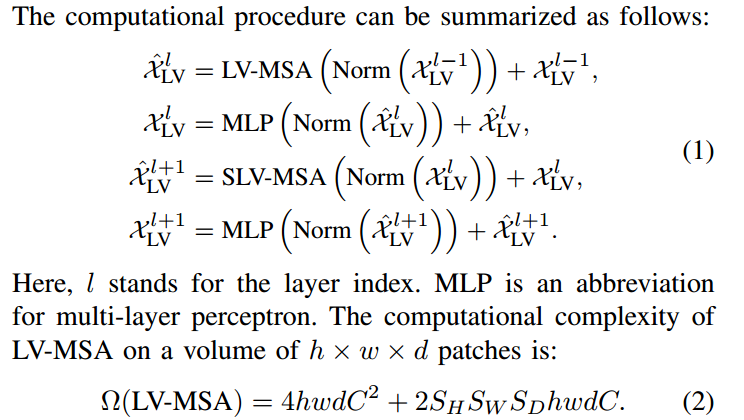 The computational procedure can be summarized as follows:
$\hat{\mathcal{X}}_{\mathrm{LV}}^{l} = \text{LV-MSA}\left(\text{Norm}\left(\mathcal{X}_{\mathrm{LV}}^{l-1}\right)\right) + \mathcal{X}_{\mathrm{LV}}^{l-1},$
$\mathcal{X}_{\mathrm{LV}}^{l} = \text{MLP}\left(\text{Norm}\left(\hat{\mathcal{X}}_{\mathrm{LV}}^{l}\right)\right) + \hat{\mathcal{X}}_{\mathrm{LV}}^{l},$
$\hat{\mathcal{X}}_{\mathrm{LV}}^{l+1} = \text{SLV-MSA}\left(\text{Norm}\left(\mathcal{X}_{\mathrm{LV}}^{l}\right)\right) + \mathcal{X}_{\mathrm{LV}}^{l},$
$\mathcal{X}_{\mathrm{LV}}^{l+1} = \text{MLP}\left(\text{Norm}\left(\hat{\mathcal{X}}_{\mathrm{LV}}^{l+1}\right)\right) + \hat{\mathcal{X}}_{\mathrm{LV}}^{l+1}.$
(1)
Here, $l$ stands for the layer index. MLP is an abbreviation
for multi-layer perceptron. The computational complexity of
LV-MSA on a volume of $h \times w \times d$ patches is:
$\Omega(\text{LV-MSA}) = 4hwdC^2 + 2S_H S_W S_D hwdC.$ (2)